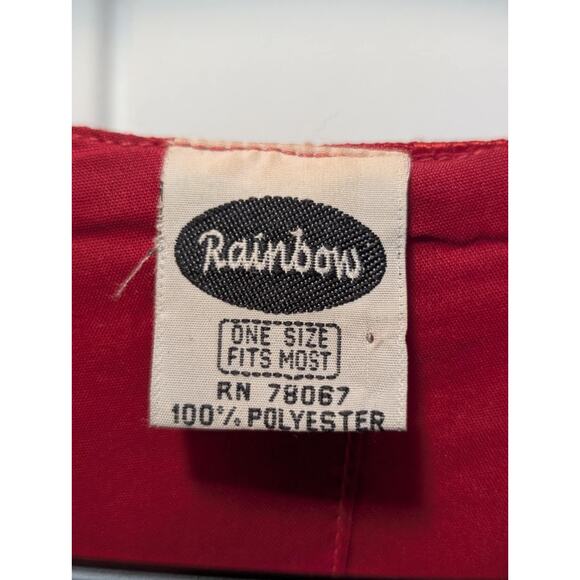 Rainbow
ONE SIZE
FITS MOST
RN 78067
100% POLYESTER